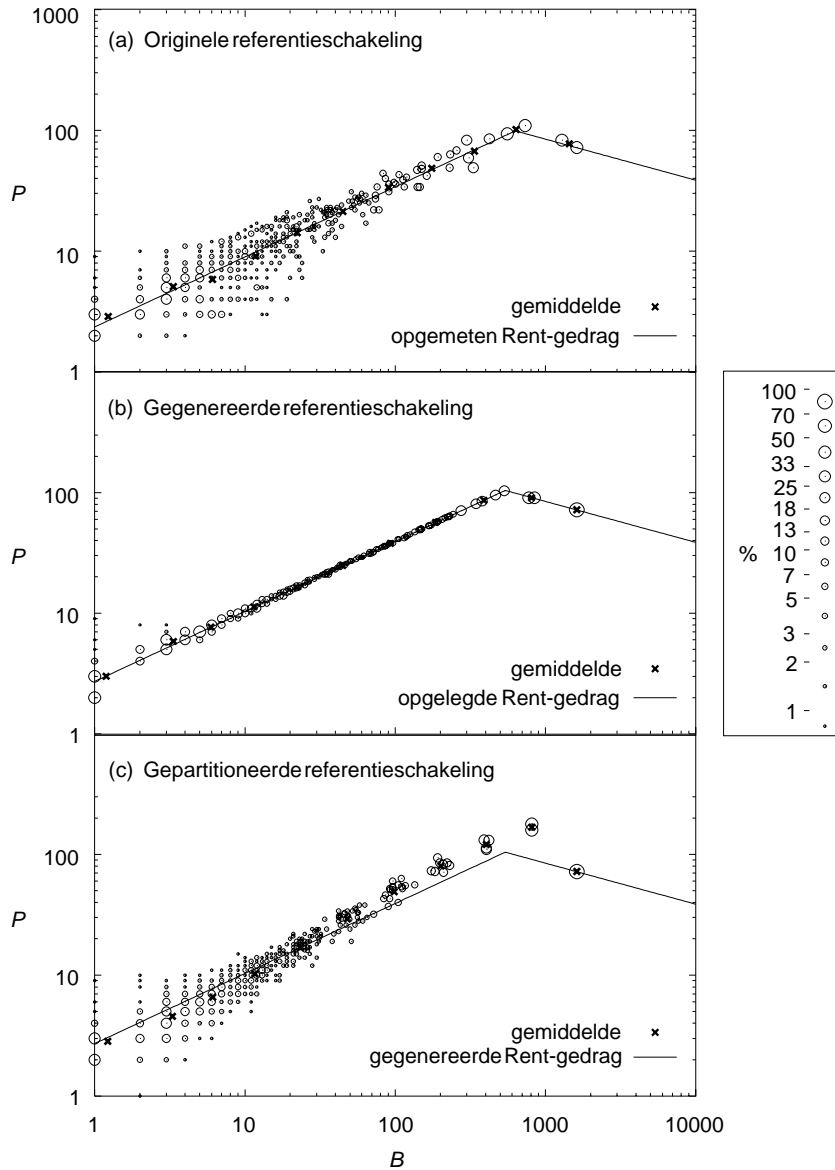 1000
(a) Originele referentieschakeling
100
P
10
gemiddelde
opgemeten Rent-gedrag
1
(b) Gegenereerde referentieschakeling
100
P
10
gemiddelde
opgelegde Rent-gedrag
1
(c) Gepartitioneerde referentieschakeling
100
P
10
gemiddelde
gegenereerde Rent-gedrag
1
1 10 100 1000 10000
B
100
70
50
33
25
18
13
% 10
7
5
3
2
1